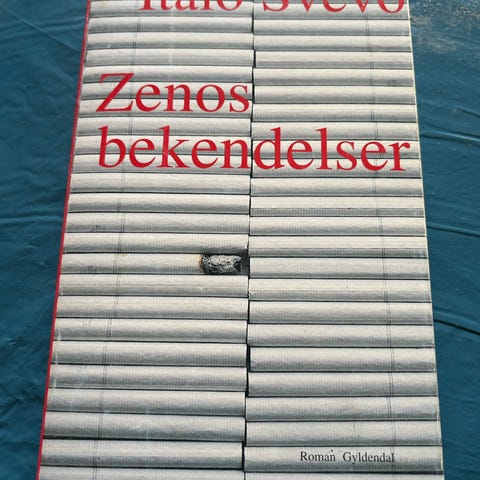 Italo Svevo
Zenos
bekendelser
Roman Gyldendal